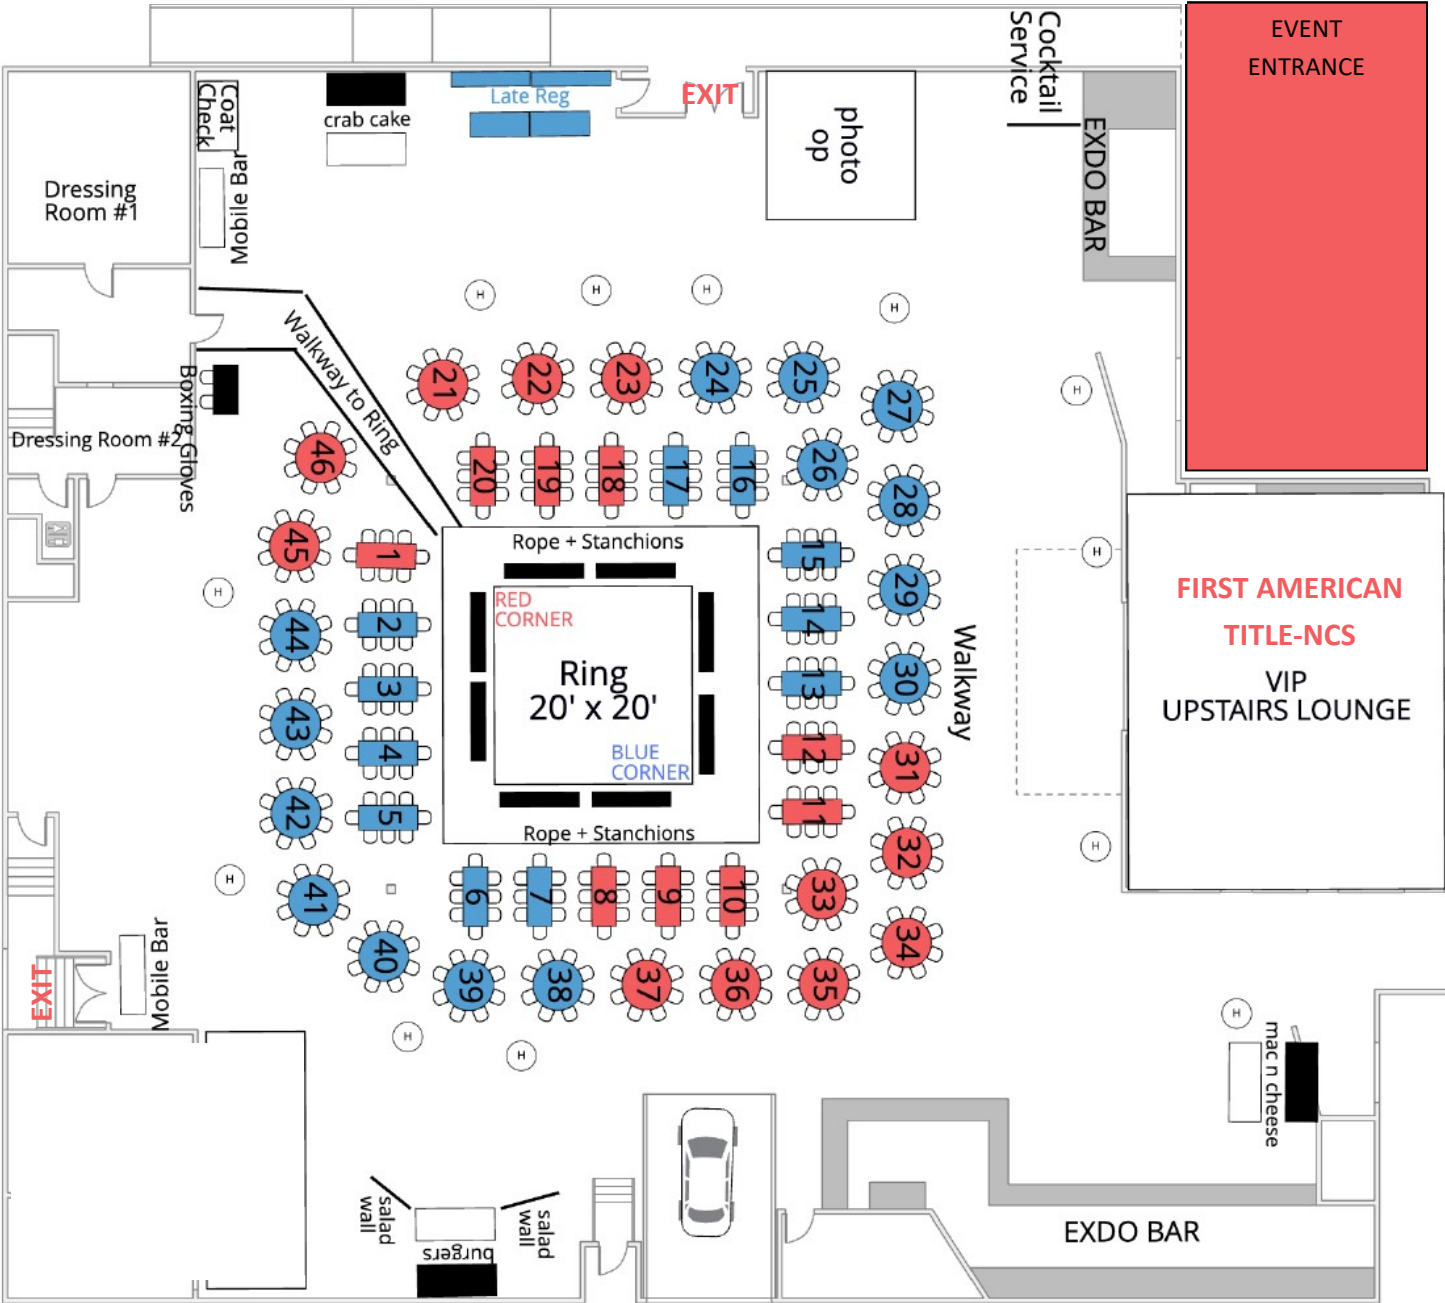 EVENT
ENTRANCE
Cocktail
Service
Coat
Check
crab cake
Late Reg
EXIT
photo
op
EXDO BAR
Mobile Bar
Dressing
Room #1
H
H
H
H
Walkway to Ring
Boxing Gloves
Dressing Room #2
H
21
22
23
24
25
27
46
20
19
18
17
16
26
28
45
1
Rope + Stanchions
15
H
H
RED
CORNER
29
FIRST AMERICAN
TITLE-NCS
VIP
UPSTAIRS LOUNGE
44
2
14
Walkway
43
3
Ring
20' x 20'
13
30
4
BLUE
CORNER
12
31
42
5
11
Rope + Stanchions
32
H
H
41
6
7
8
9
10
33
34
40
39
38
37
36
35
EXIT
Mobile Bar
H
H
H
mac n cheese
salad
wall
salad
wall
burgers
EXDO BAR